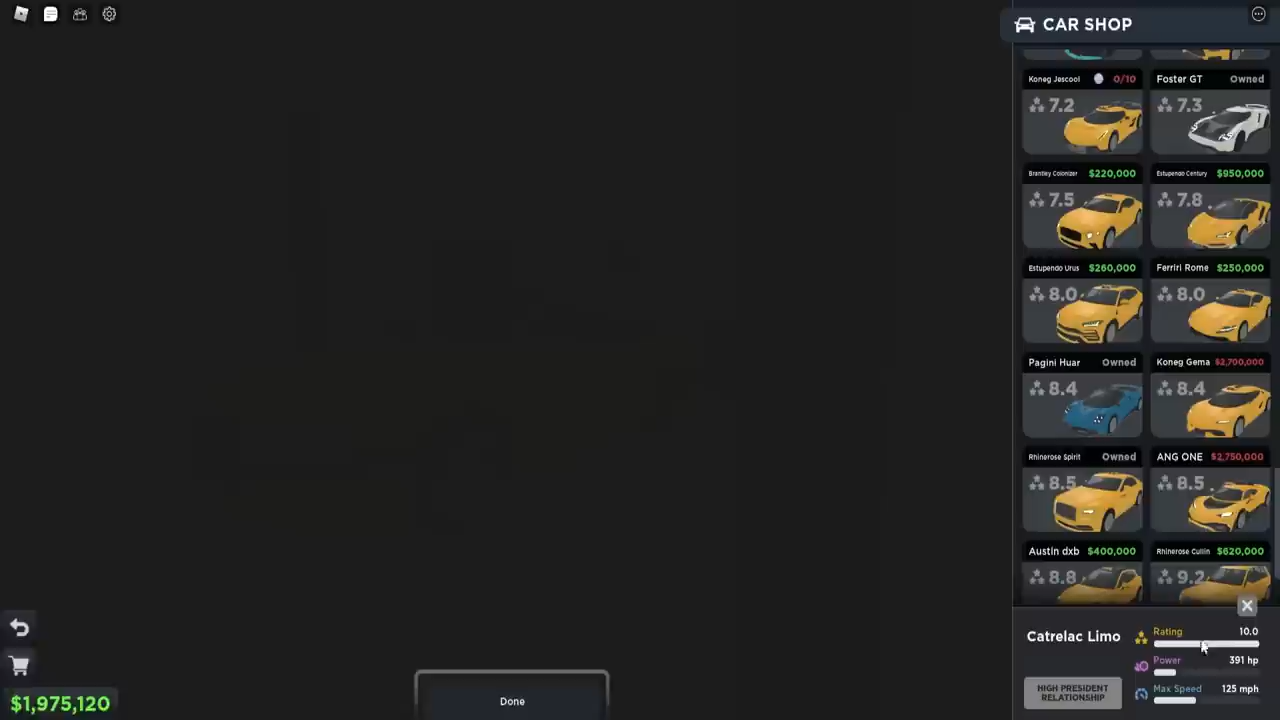 CAR SHOP
Koneg Jescool 0/10
Foster GT Owned
7.2
7.3
Brantley Colonizer $220,000
Estupendo Century $950,000
7.5
7.8
Estupendo Urus $260,000
Ferriri Rome $250,000
8.0
8.0
Pagini Huar Owned
Koneg Gema $2,700,000
8.4
8.4
Rhinerose Spirit Owned
ANG ONE $2,750,000
8.5
8.5
Austin dxb $400,000
Rhinerose Cullin $620,000
8.8
9.2
Catrelac Limo
Rating 10.0
Power 391 hp
HIGH PRESIDENT
RELATIONSHIP
Max Speed 125 mph
$1,975,120
Done